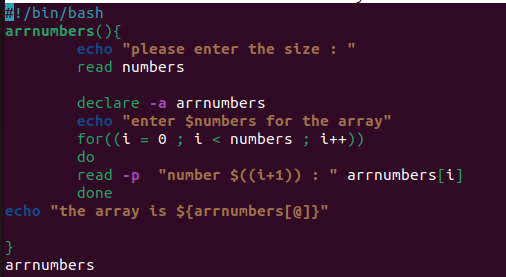 #!/bin/bash
arrnumbers(){
        echo "please enter the size : "
        read numbers

        declare -a arrnumbers
        echo "enter $numbers for the array"
        for((i = 0 ; i < numbers ; i++))
        do
        read -p  "number $((i+1)) : " arrnumbers[i]
        done
echo "the array is ${arrnumbers[@]}"

}
arrnumbers